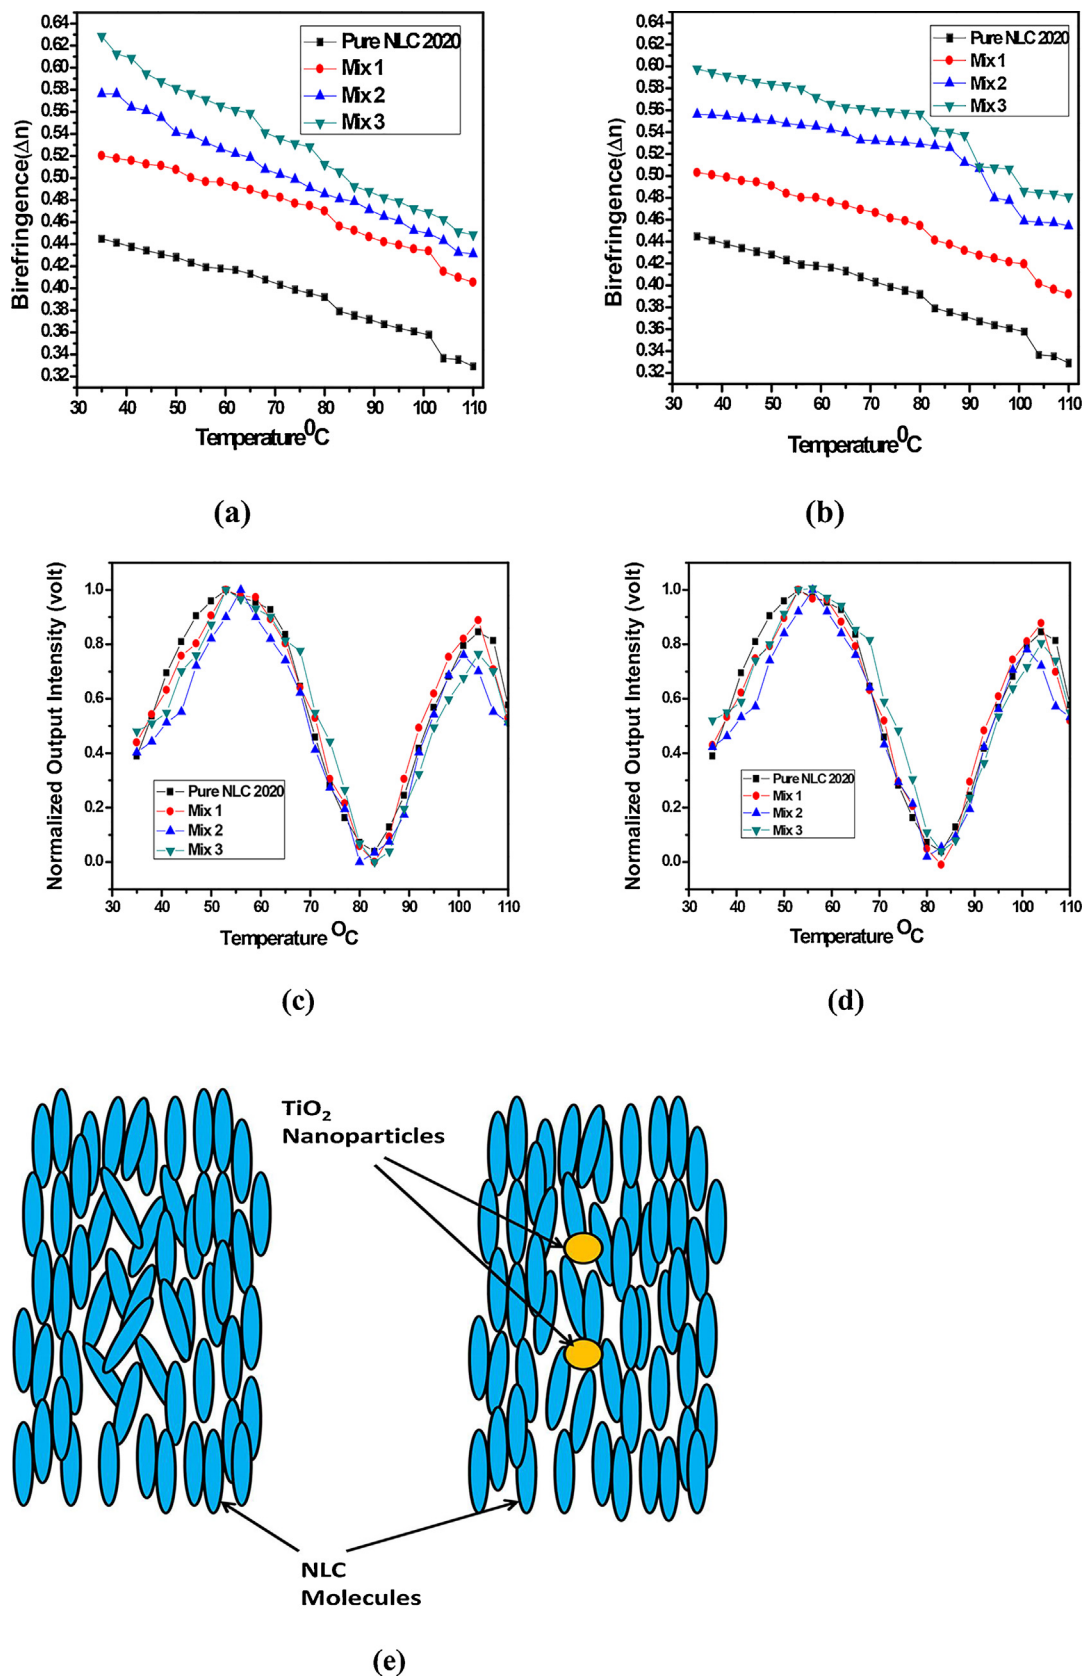 0.64
0.62
0.60
0.58
0.56
0.54
0.52
0.50
0.48
0.46
0.44
0.42
0.40
0.38
0.36
0.34
0.32
Birefringence(Δn)
Pure NLC 2020
Mix 1
Mix 2
Mix 3
30 40 50 60 70 80 90 100 110
Temperature⁰C
(a)
0.64
0.62
0.60
0.58
0.56
0.54
0.52
0.50
0.48
0.46
0.44
0.42
0.40
0.38
0.36
0.34
0.32
Birefringence(Δn)
Pure NLC 2020
Mix 1
Mix 2
Mix 3
30 40 50 60 70 80 90 100 110
Temperature⁰C
(b)
1.0
0.8
0.6
0.4
0.2
0.0
Normalized Output Intensity (volt)
Pure NLC 2020
Mix 1
Mix 2
Mix 3
30 40 50 60 70 80 90 100 110
Temperature ᴼC
(c)
1.0
0.8
0.6
0.4
0.2
0.0
Normalized Output Intensity (volt)
Pure NLC 2020
Mix 1
Mix 2
Mix 3
30 40 50 60 70 80 90 100 110
Temperature ᴼC
(d)
TiO₂
Nanoparticles
NLC
Molecules
(e)